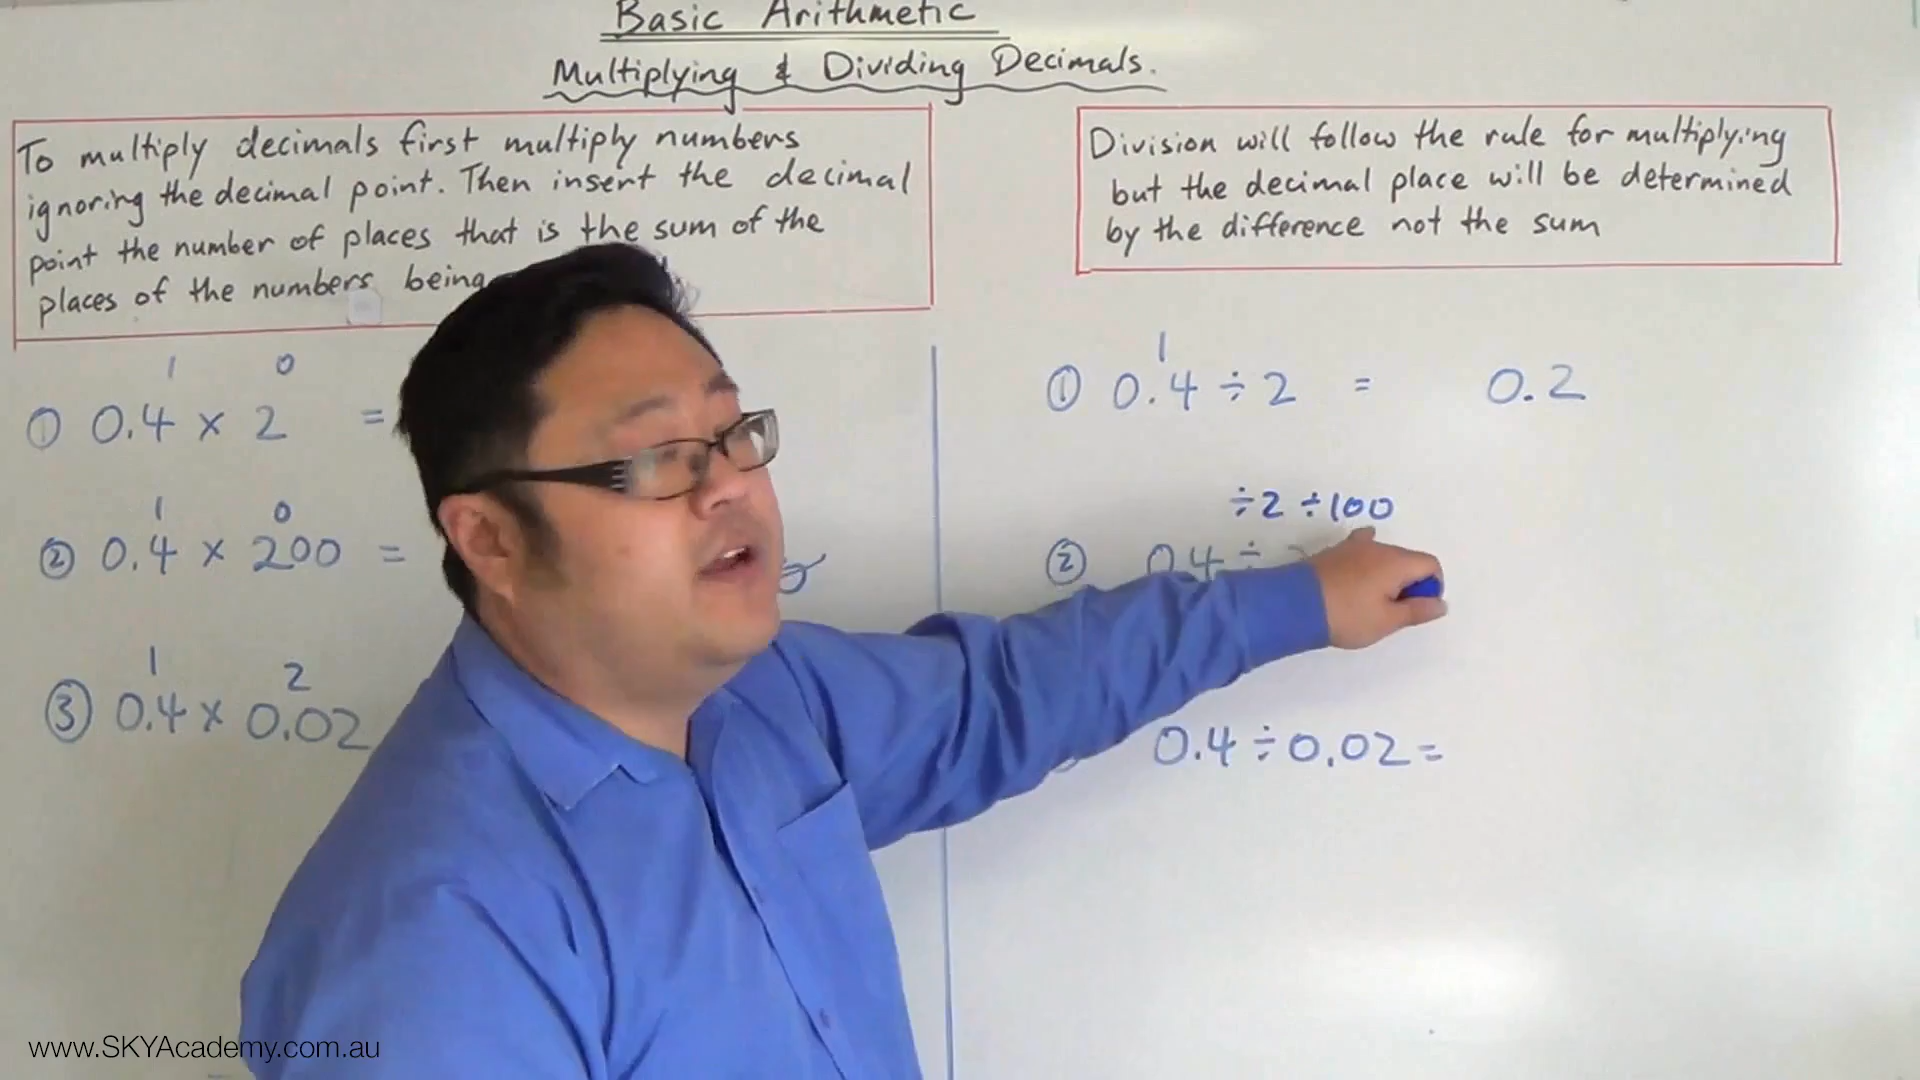 Basic Arithmetic
Multiplying & Dividing Decimals.
To multiply decimals first multiply numbers
ignoring the decimal point. Then insert the decimal
point the number of places that is the sum of the
places of the numbers being
1 0
① 0.4 × 2 =
1 0
② 0.4 × 200 =
1 2
③ 0.4 × 0.02
Division will follow the rule for multiplying
but the decimal place will be determined
by the difference not the sum
1
① 0.4 ÷ 2 = 0.2
÷2 ÷100
② 0.4 ÷
0.4 ÷ 0.02 =
www.SKYAcademy.com.au